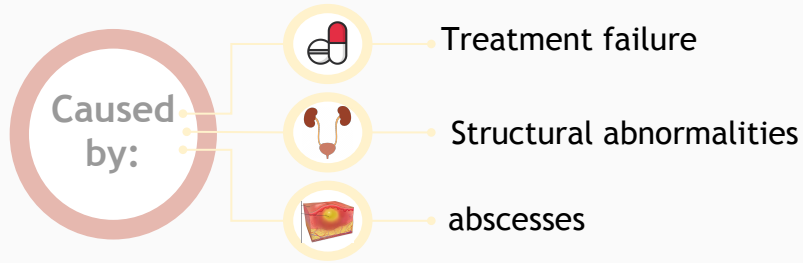 Caused
by:
Treatment failure
Structural abnormalities
abscesses